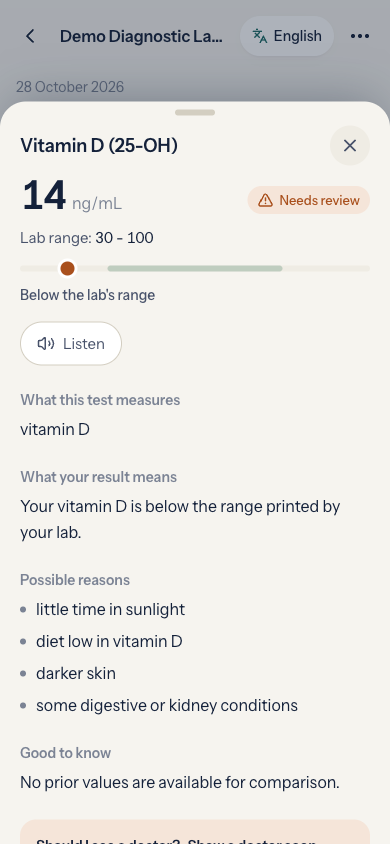 Demo Diagnostic La...
English
28 October 2026
Vitamin D (25-OH)
14 ng/mL
Needs review
Lab range: 30 - 100
Below the lab's range
Listen
What this test measures
vitamin D
What your result means
Your vitamin D is below the range printed by
your lab.
Possible reasons
little time in sunlight
diet low in vitamin D
darker skin
some digestive or kidney conditions
Good to know
No prior values are available for comparison.